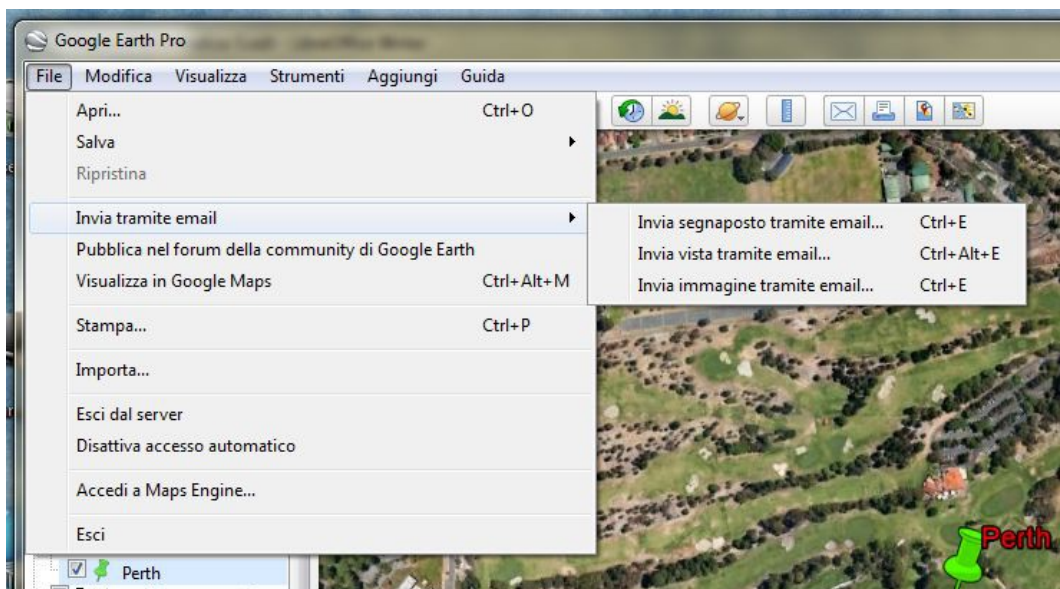 Google Earth Pro
File Modifica Visualizza Strumenti Aggiungi Guida
Apri... Ctrl+O
Salva
Ripristina
Invia tramite email
Invia segnaposto tramite email... Ctrl+E
Pubblica nel forum della community di Google Earth
Invia vista tramite email... Ctrl+Alt+E
Visualizza in Google Maps Ctrl+Alt+M
Invia immagine tramite email... Ctrl+E
Stampa... Ctrl+P
Importa...
Esci dal server
Disattiva accesso automatico
Accedi a Maps Engine...
Esci
Perth
Perth